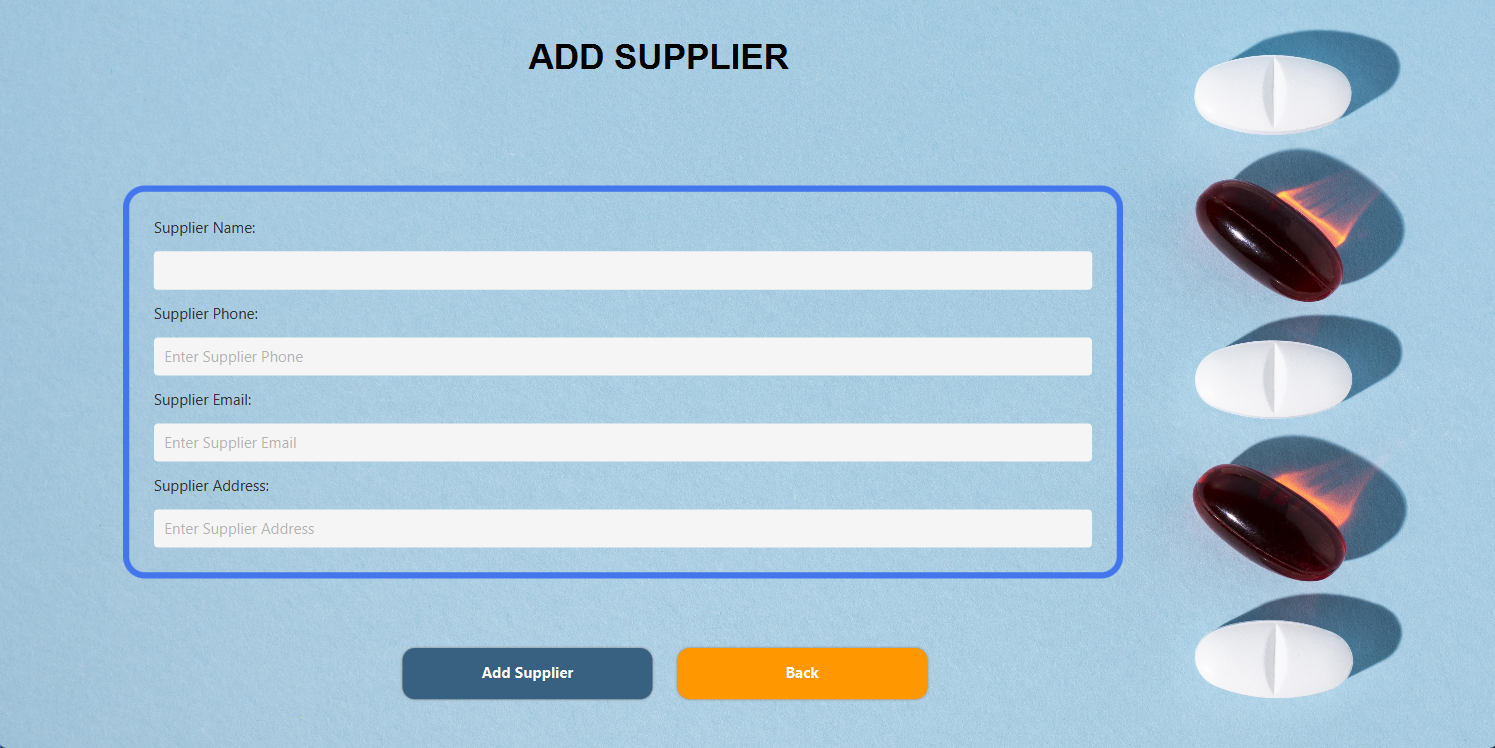 ADD SUPPLIER
Supplier Name:
Supplier Phone:
Enter Supplier Phone
Supplier Email:
Enter Supplier Email
Supplier Address:
Enter Supplier Address
Add Supplier
Back